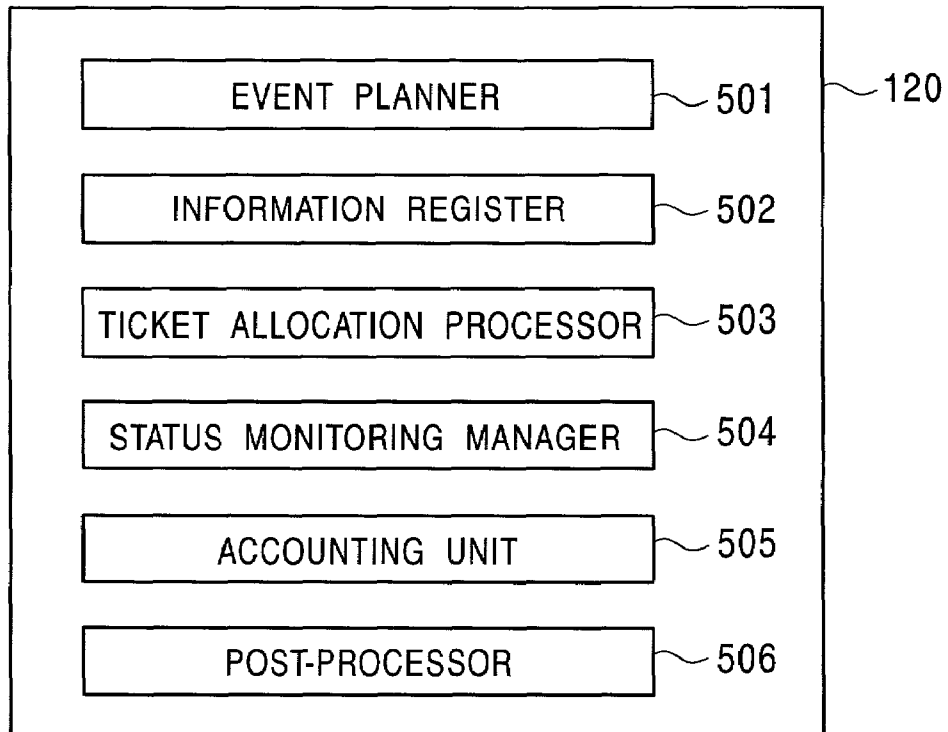 EVENT PLANNER 501 120
INFORMATION REGISTER 502
TICKET ALLOCATION PROCESSOR 503
STATUS MONITORING MANAGER 504
ACCOUNTING UNIT 505
POST-PROCESSOR 506